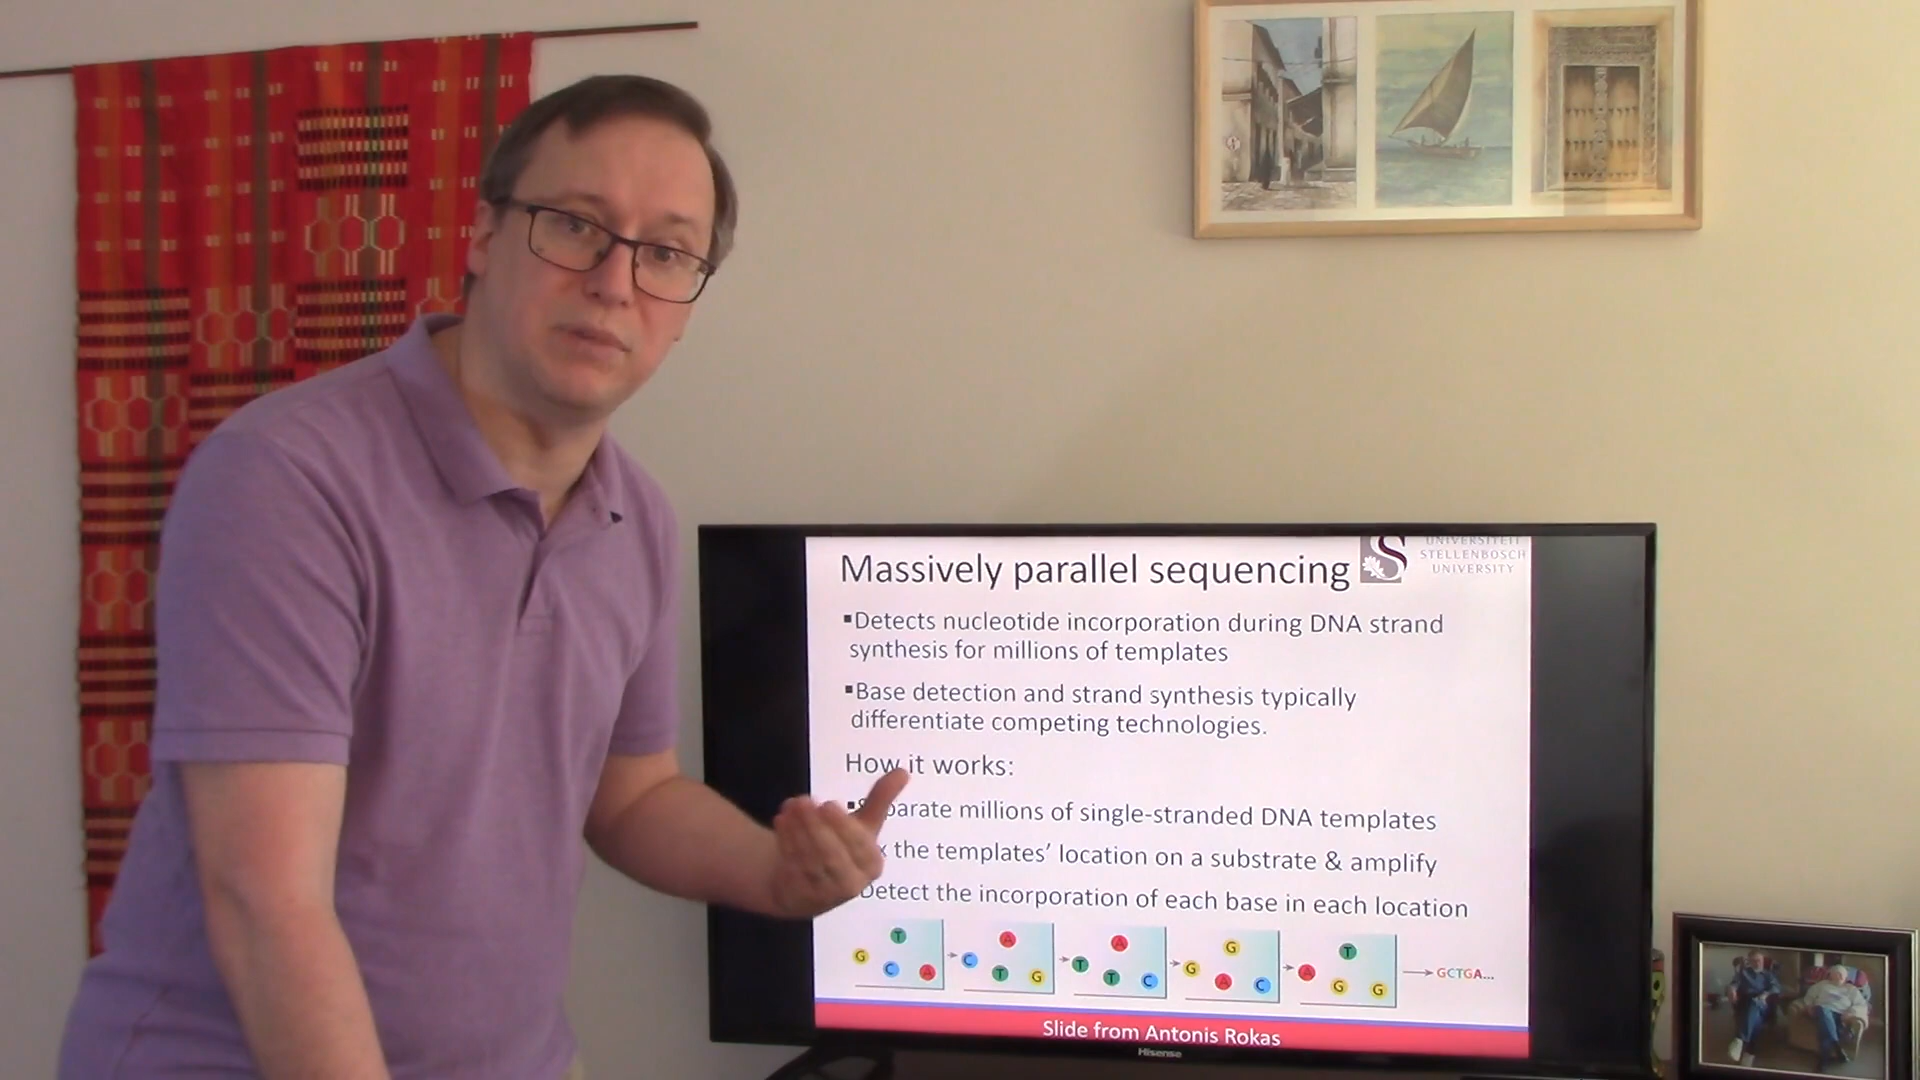 Massively parallel sequencing
UNIVERSITEIT
STELLENBOSCH
UNIVERSITY
▪Detects nucleotide incorporation during DNA strand
synthesis for millions of templates
▪Base detection and strand synthesis typically
differentiate competing technologies.
How it works:
▪Separate millions of single-stranded DNA templates
the templates’ location on a substrate & amplify
Detect the incorporation of each base in each location
T A A G T
G C A C T G T T C G A C A G G GCTGA...
Slide from Antonis Rokas
Hisense